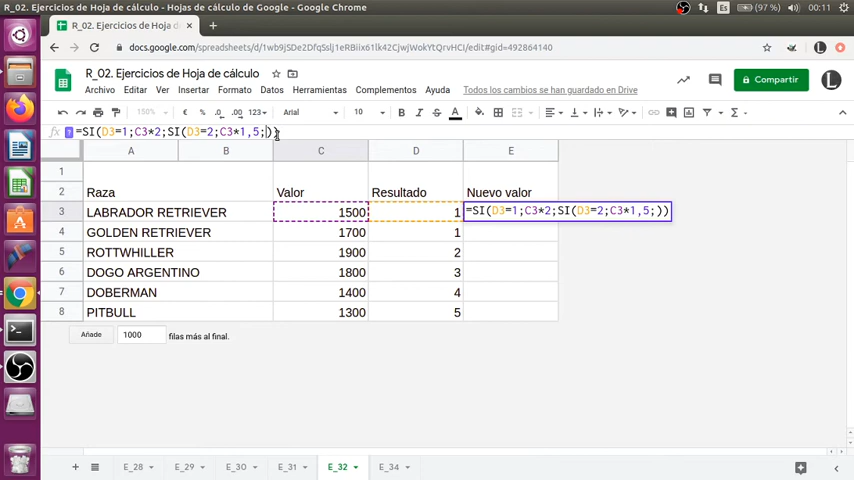 R_02. Ejercicios de Hoja de cálculo - Hojas de cálculo de Google - Google Chrome
Es
(97 %)
00:11
R_02. Ejercicios de Hoja de cá
docs.google.com/spreadsheets/d/1wb9jSDe2DfqSsj1eRBiix61lk42CjwjWokYtQrvHCI/edit#gid=492864140
R_02. Ejercicios de Hoja de cálculo
Archivo Editar Ver Insertar Formato Datos Herramientas Complementos Ayuda
Todos los cambios se han guardado en Drive
Compartir
150% € % .0 .00 123 Arial 10 B I S A
fx ? =SI(D3=1;C3*2;SI(D3=2;C3*1,5;))
A B C D E
1
2 Raza Valor Resultado Nuevo valor
3 LABRADOR RETRIEVER 1500 1 =SI(D3=1;C3*2;SI(D3=2;C3*1,5;))
4 GOLDEN RETRIEVER 1700 1
5 ROTTWHILLER 1900 2
6 DOGO ARGENTINO 1800 3
7 DOBERMAN 1400 4
8 PITBULL 1300 5
Añade 1000 filas más al final.
E_28 E_29 E_30 E_31 E_32 E_34